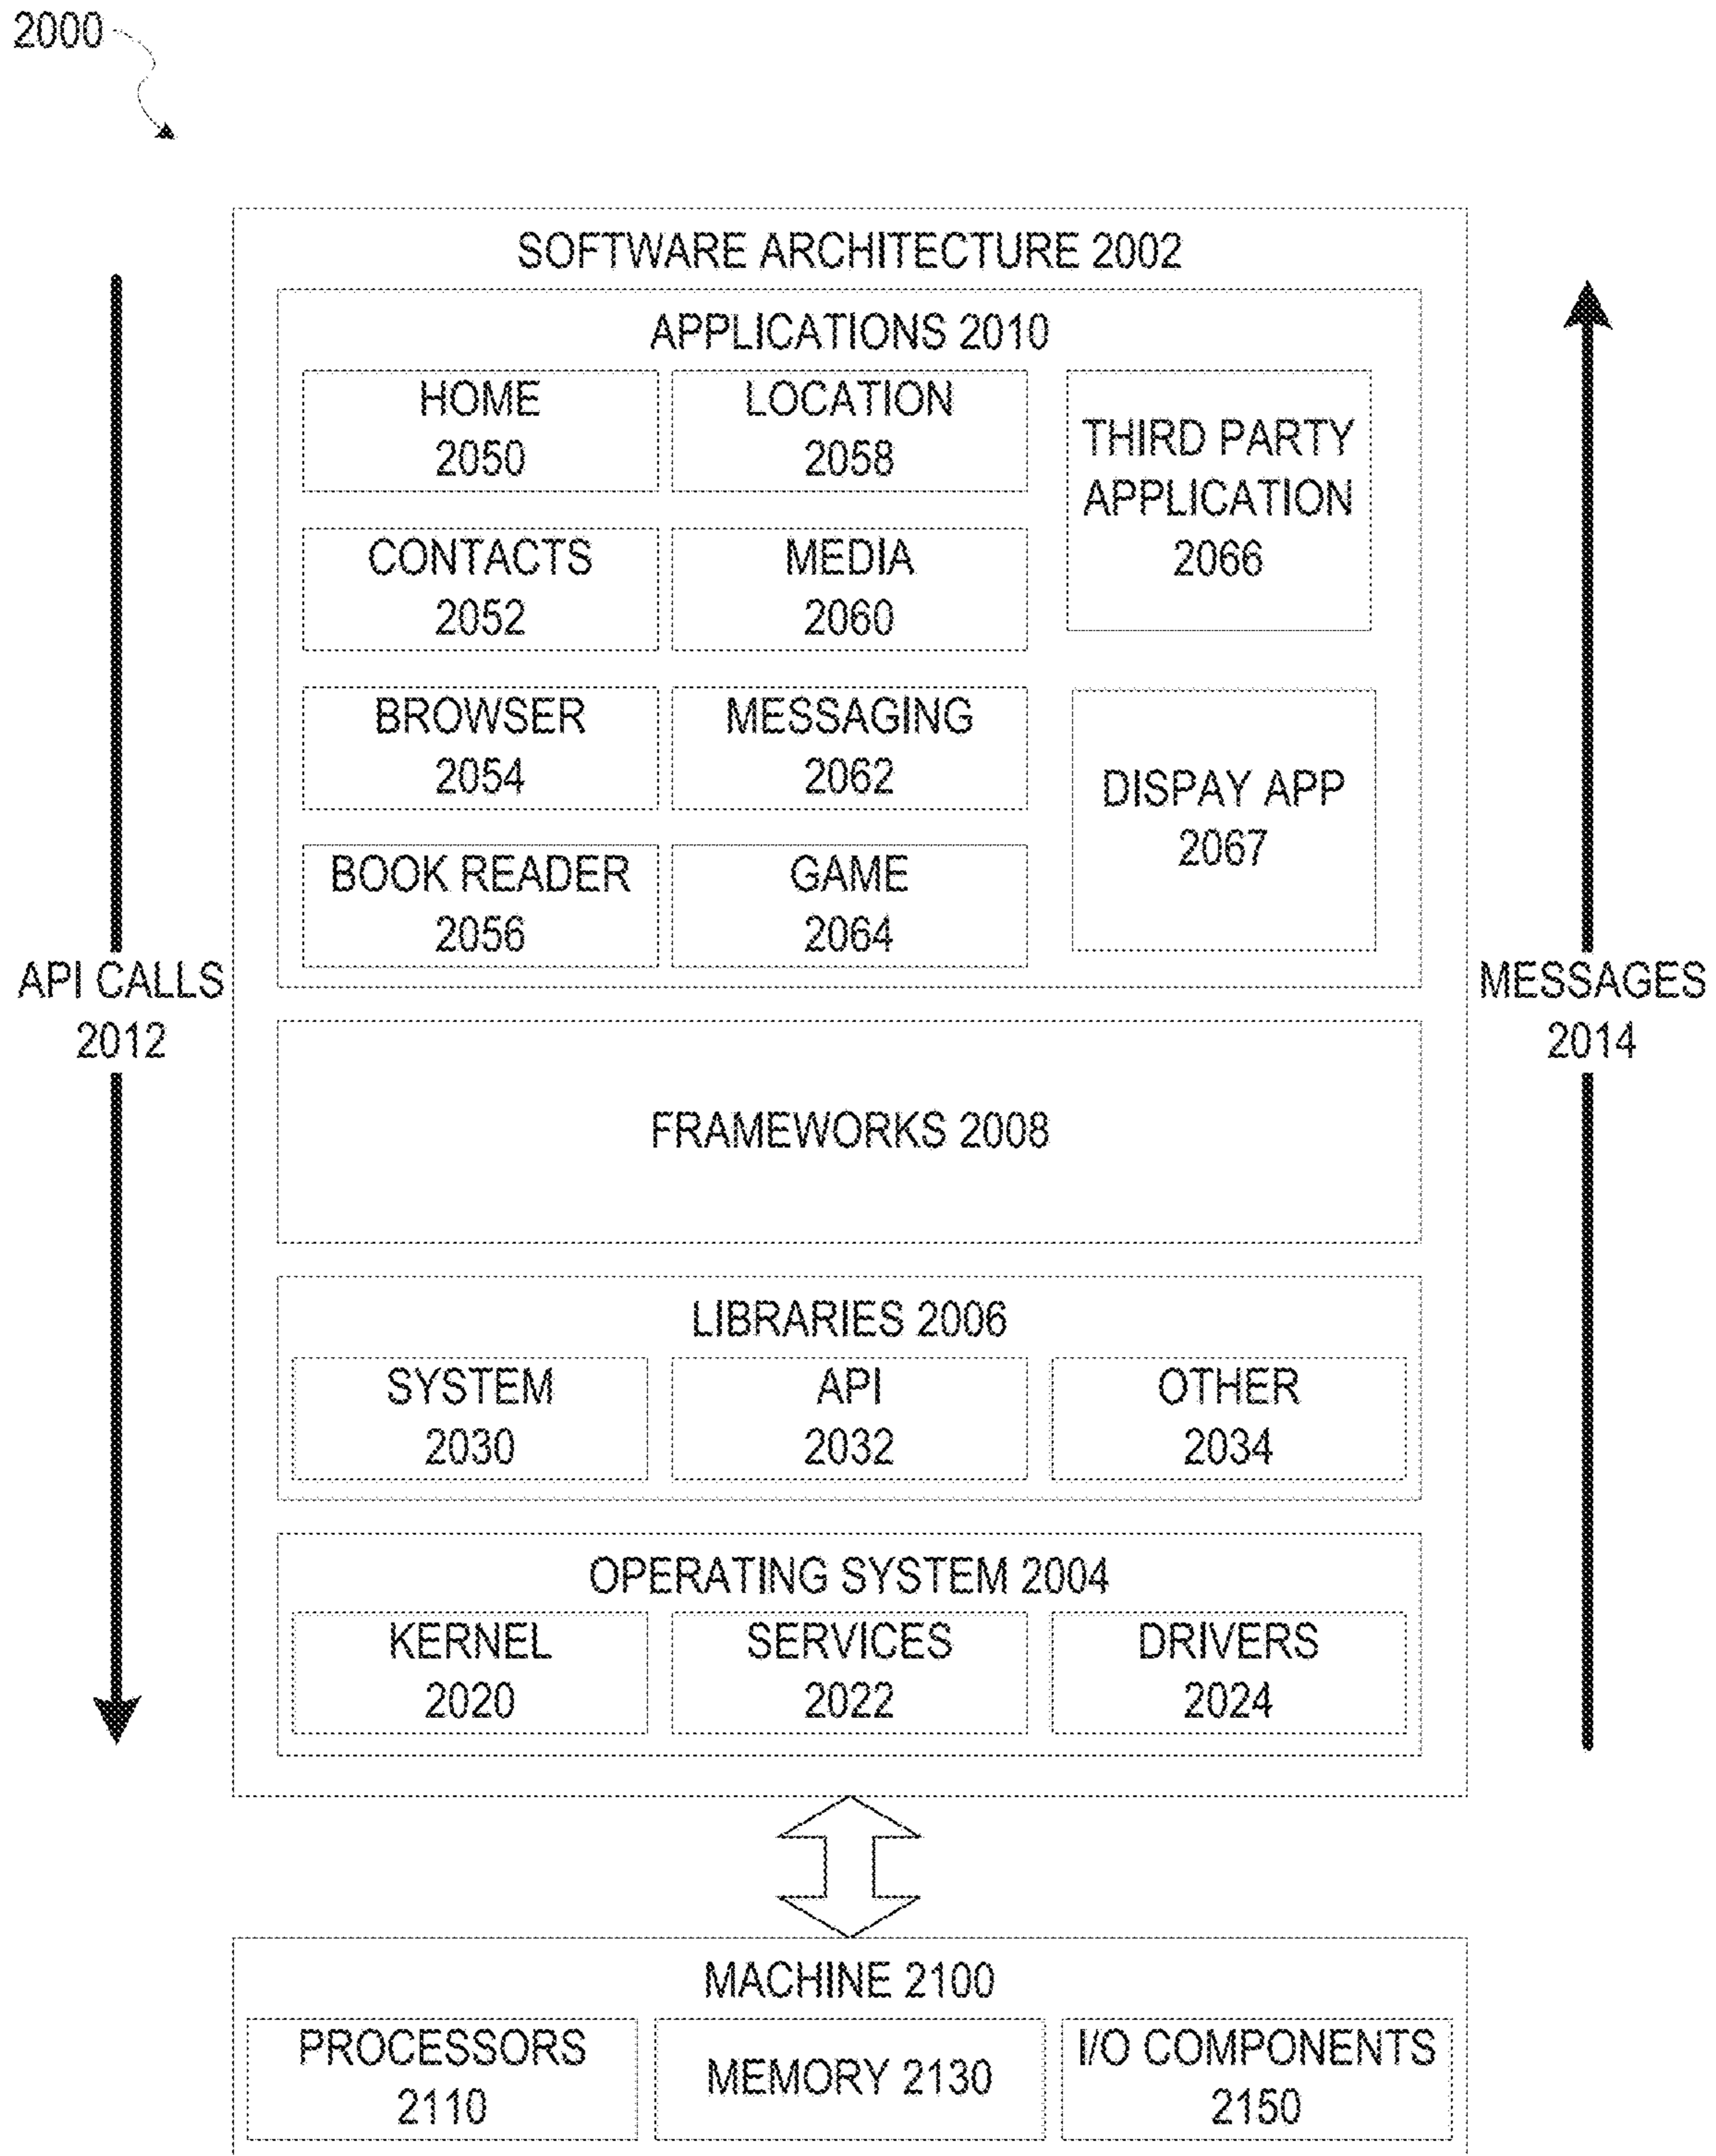 2000
SOFTWARE ARCHITECTURE 2002
APPLICATIONS 2010
HOME
2050
LOCATION
2058
THIRD PARTY
APPLICATION
2066
CONTACTS
2052
MEDIA
2060
BROWSER
2054
MESSAGING
2062
DISPAY APP
2067
BOOK READER
2056
GAME
2064
API CALLS
2012
MESSAGES
2014
FRAMEWORKS 2008
LIBRARIES 2006
SYSTEM
2030
API
2032
OTHER
2034
OPERATING SYSTEM 2004
KERNEL
2020
SERVICES
2022
DRIVERS
2024
MACHINE 2100
PROCESSORS
2110
MEMORY 2130
I/O COMPONENTS
2150